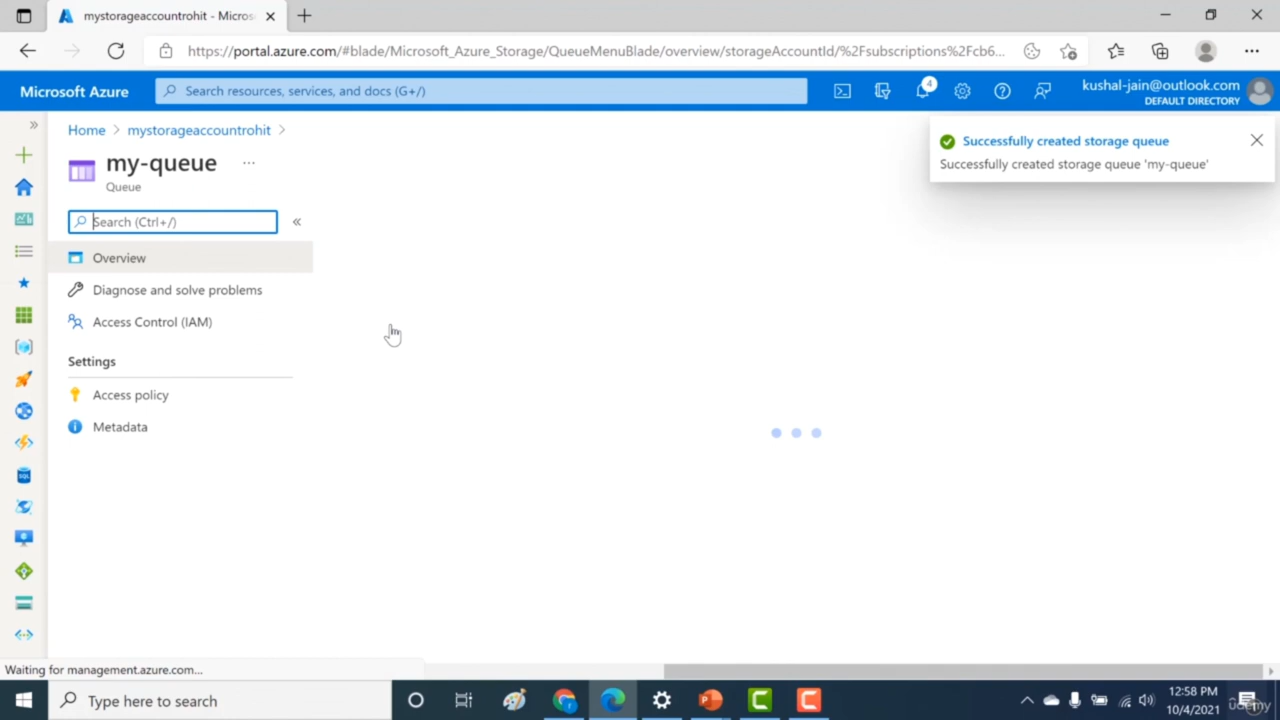 mystorageaccountrohit - Micros
https://portal.azure.com/#blade/Microsoft_Azure_Storage/QueueMenuBlade/overview/storageAccountId/%2Fsubscriptions%2Fcb6...
Microsoft Azure
Search resources, services, and docs (G+/)
4
kushal-jain@outlook.com
DEFAULT DIRECTORY
Home > mystorageaccountrohit >
Successfully created storage queue
Successfully created storage queue 'my-queue'
my-queue
...
Queue
Search (Ctrl+/)
«
Overview
Diagnose and solve problems
Access Control (IAM)
Settings
Access policy
Metadata
SQL
Waiting for management.azure.com...
Type here to search
12:58 PM
10/4/2021
udemy